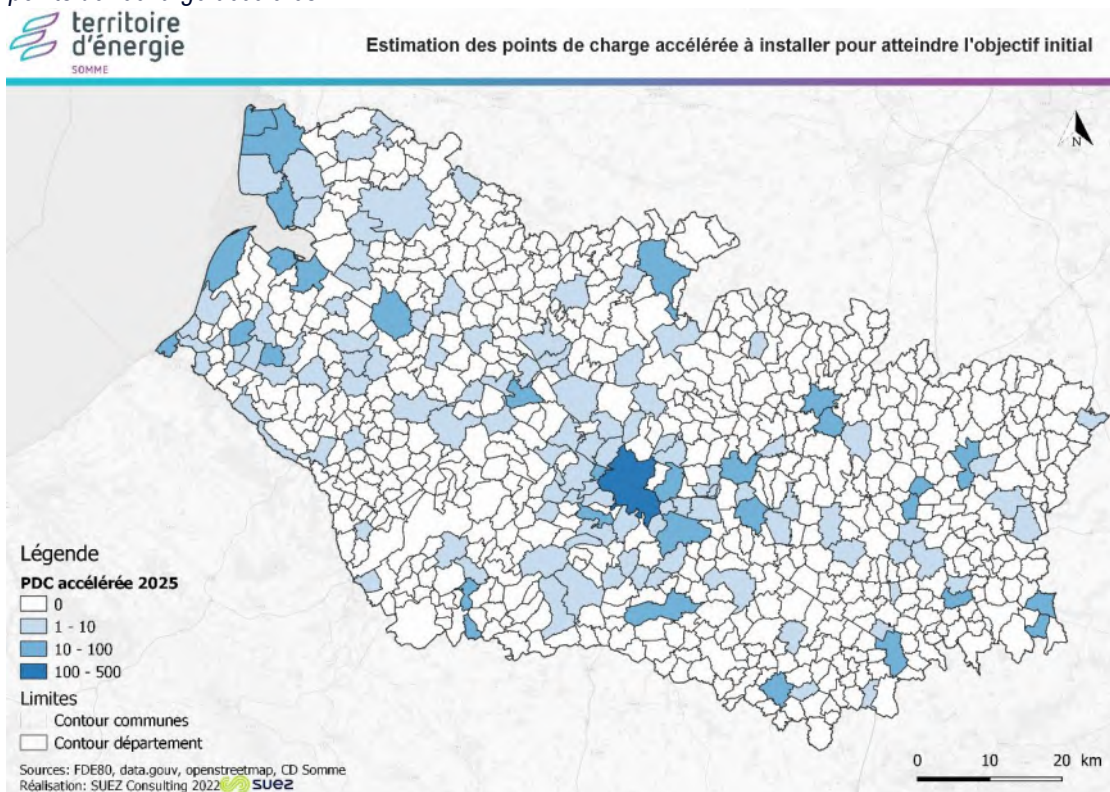 territoire
d'énergie
SOMME
Estimation des points de charge accélérée à installer pour atteindre l'objectif initial
N
Légende
PDC accélérée 2025
0
1 - 10
10 - 100
100 - 500
Limites
Contour communes
Contour département
Sources: FDE80, data.gouv, openstreetmap, CD Somme
Réalisation: SUEZ Consulting 2022 suez
0 10 20 km